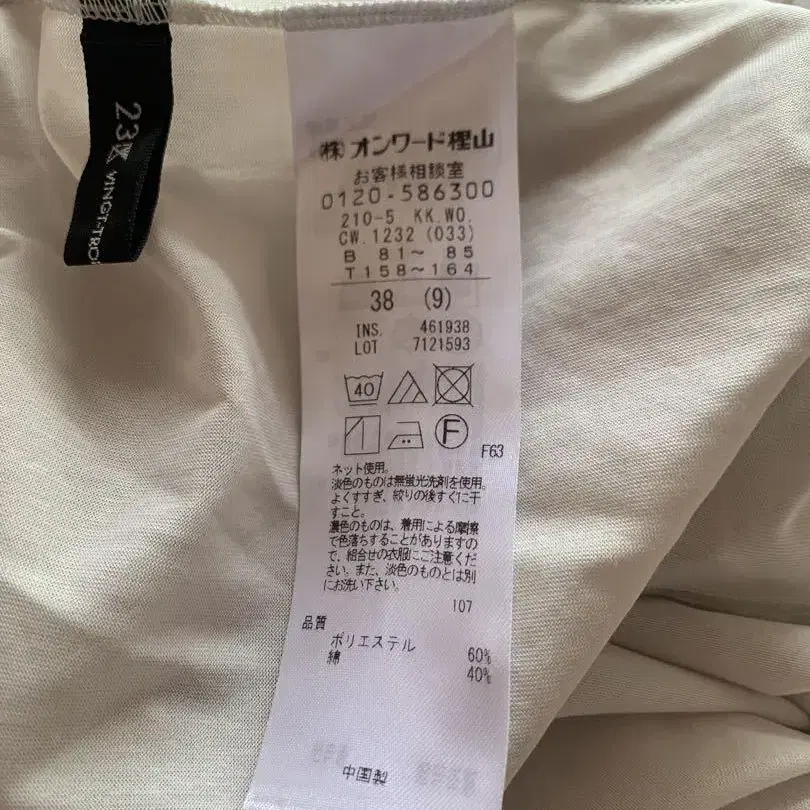 23区
VINGT-TRO
㈱オンワード樫山
お客様相談室
0120-586300
210-5 KK.WO.
CW.1232 (033)
B 81～ 85
T158～164
38 (9)
INS. 461938
LOT 7121593
40
F
F63
ネット使用。
淡色のものは無蛍光洗剤を使用。
よくすすぎ、絞りの後すぐに干
すこと。
濃色のものは、着用による摩擦
で色落ちすることがありますの
で、組合せの衣服にご注意くだ
さい。また、淡色のものとは別
にお洗い下さい。
107
品質
ポリエステル 60%
綿 40%
中国製